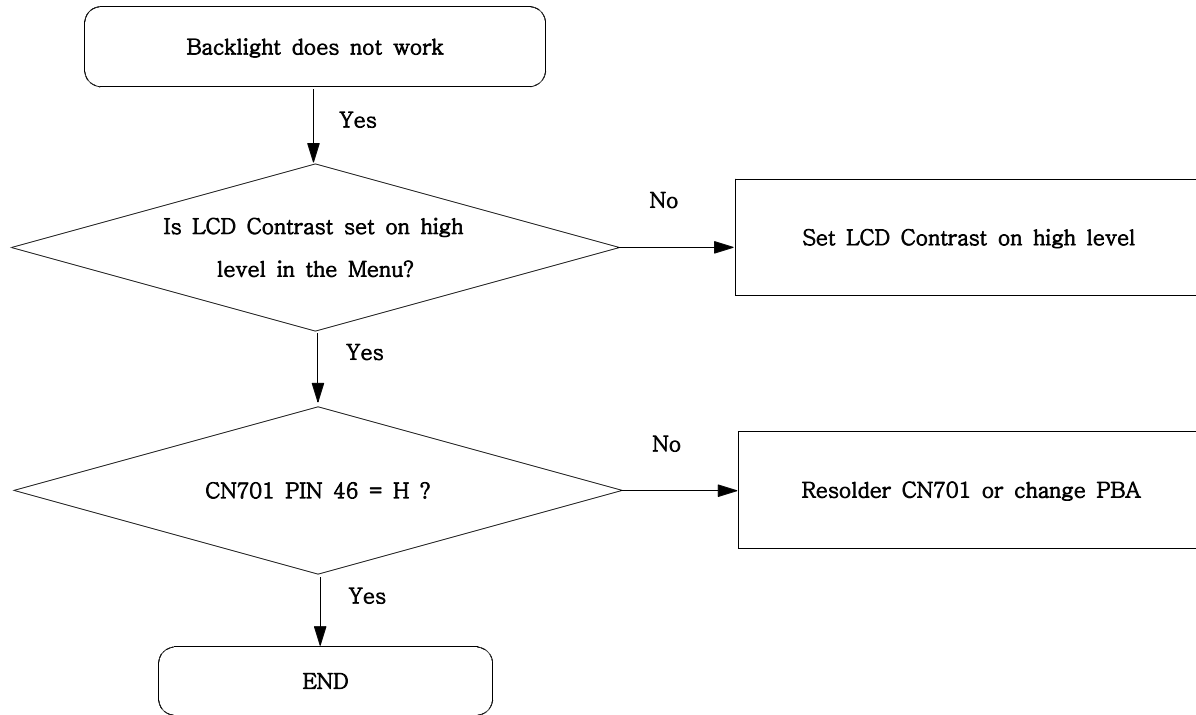 Backlight does not work
Yes
Is LCD Contrast set on high
level in the Menu?
No
Set LCD Contrast on high level
Yes
CN701 PIN 46 = H ?
No
Resolder CN701 or change PBA
Yes
END